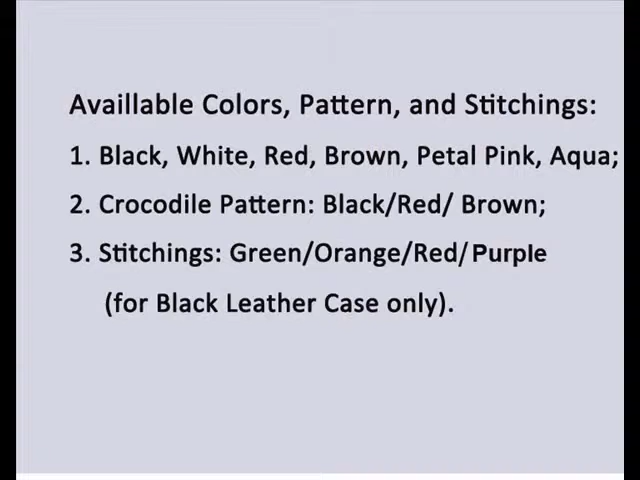 Availlable Colors, Pattern, and Stitchings:
1. Black, White, Red, Brown, Petal Pink, Aqua;
2. Crocodile Pattern: Black/Red/ Brown;
3. Stitchings: Green/Orange/Red/Purple
(for Black Leather Case only).